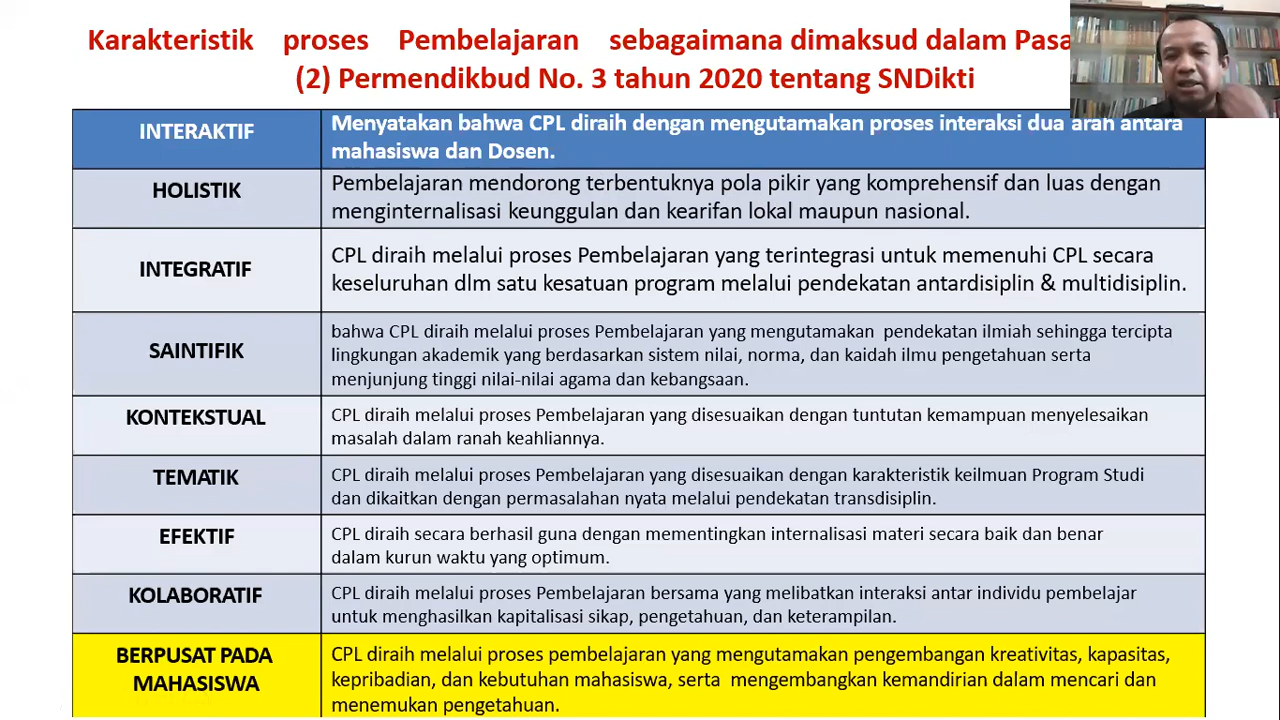 Karakteristik proses Pembelajaran sebagaimana dimaksud dalam
(2) Permendikbud No. 3 tahun 2020 tentang SNDikti
INTERAKTIF
Menyatakan bahwa CPL diraih dengan mengutamakan proses interaksi dua arah antara
mahasiswa dan Dosen.
HOLISTIK
Pembelajaran mendorong terbentuknya pola pikir yang komprehensif dan luas dengan
menginternalisasi keunggulan dan kearifan lokal maupun nasional.
INTEGRATIF
CPL diraih melalui proses Pembelajaran yang terintegrasi untuk memenuhi CPL secara
keseluruhan dlm satu kesatuan program melalui pendekatan antardisiplin & multidisiplin.
SAINTIFIK
bahwa CPL diraih melalui proses Pembelajaran yang mengutamakan pendekatan ilmiah sehingga tercipta
lingkungan akademik yang berdasarkan sistem nilai, norma, dan kaidah ilmu pengetahuan serta
menjunjung tinggi nilai-nilai agama dan kebangsaan.
KONTEKSTUAL
CPL diraih melalui proses Pembelajaran yang disesuaikan dengan tuntutan kemampuan menyelesaikan
masalah dalam ranah keahliannya.
TEMATIK
CPL diraih melalui proses Pembelajaran yang disesuaikan dengan karakteristik keilmuan Program Studi
dan dikaitkan dengan permasalahan nyata melalui pendekatan transdisiplin.
EFEKTIF
CPL diraih secara berhasil guna dengan mementingkan internalisasi materi secara baik dan benar
dalam kurun waktu yang optimum.
KOLABORATIF
CPL diraih melalui proses Pembelajaran bersama yang melibatkan interaksi antar individu pembelajar
untuk menghasilkan kapitalisasi sikap, pengetahuan, dan keterampilan.
BERPUSAT PADA
MAHASISWA
CPL diraih melalui proses pembelajaran yang mengutamakan pengembangan kreativitas, kapasitas,
kepribadian, dan kebutuhan mahasiswa, serta mengembangkan kemandirian dalam mencari dan
menemukan pengetahuan.